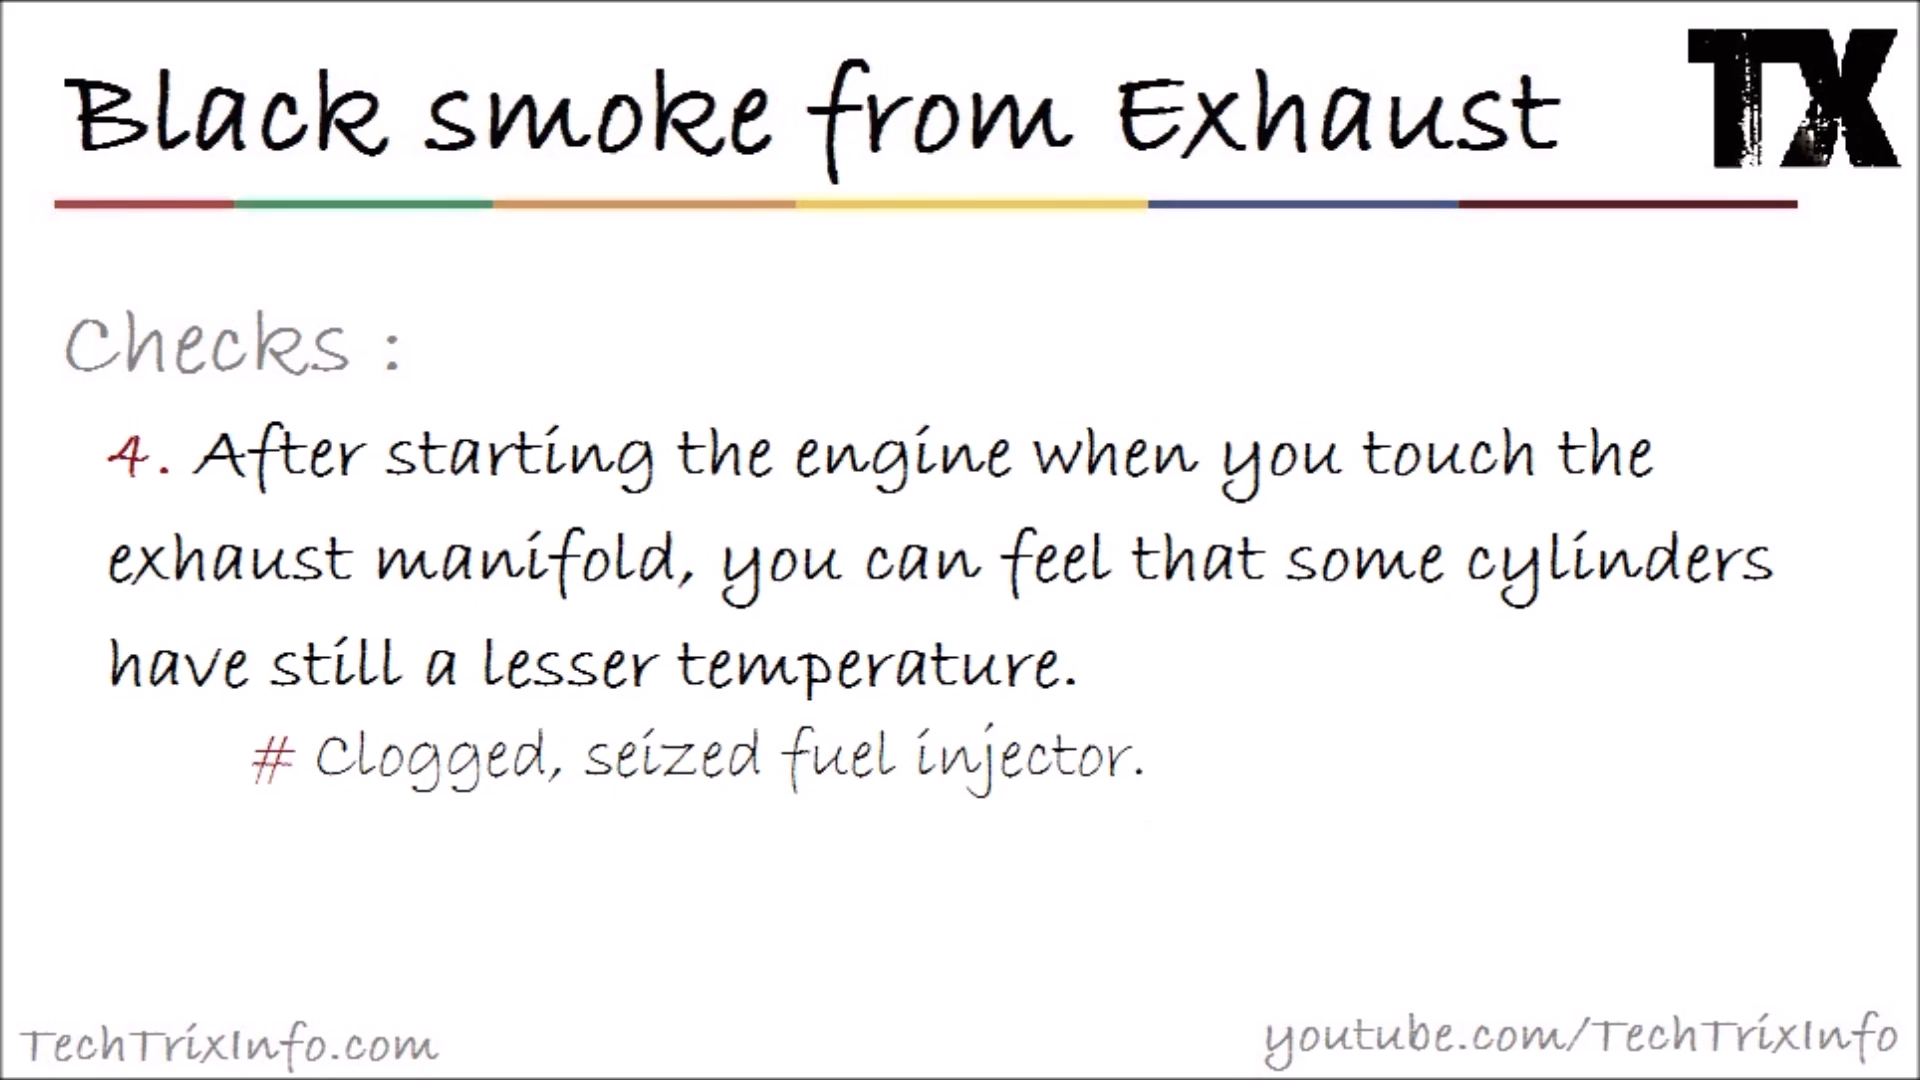 Black smoke from Exhaust
TX
Checks :
4. After starting the engine when you touch the
exhaust manifold, you can feel that some cylinders
have still a lesser temperature.
# Clogged, seized fuel injector.
TechTrixInfo.com
youtube.com/TechTrixInfo